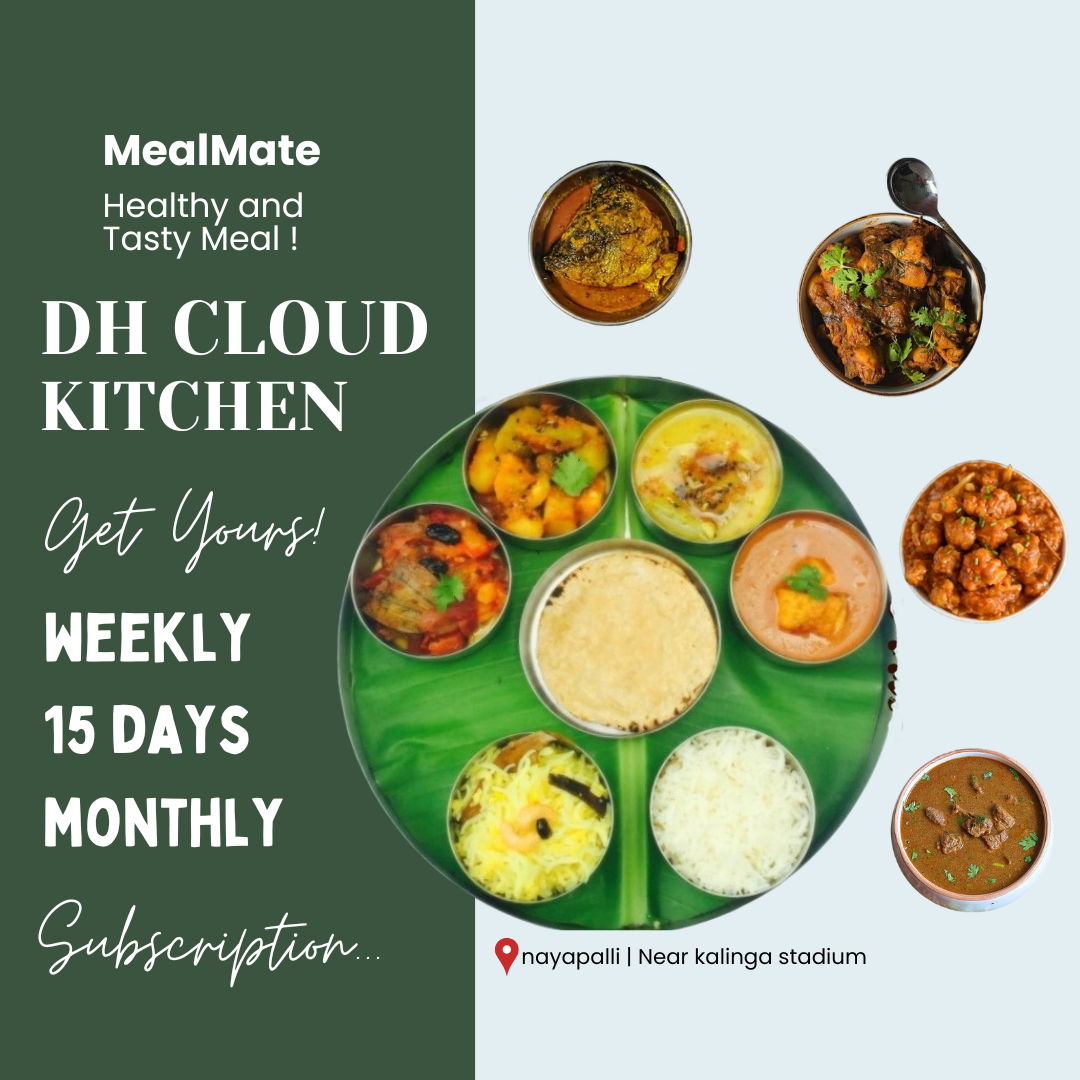 MealMate
Healthy and
Tasty Meal !
DH CLOUD
KITCHEN
Get Yours!
WEEKLY
15 DAYS
MONTHLY
Subscription...
nayapalli | Near kalinga stadium